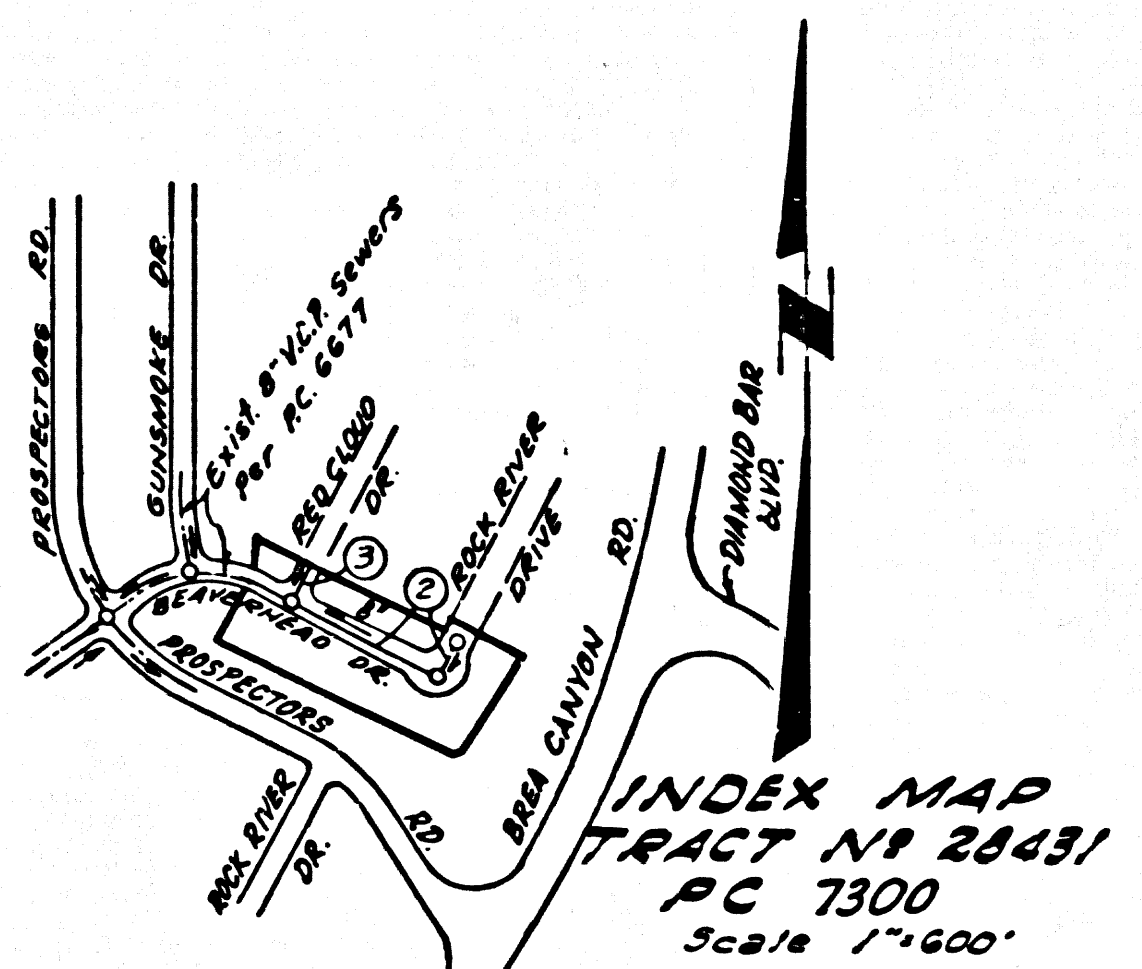 PROSPECTORS RD.
GUNSMOKE DR.
Exist. 8" V.C.P. Sewers
Per P.C. 6677
RED CLOUD
DR.
ROCK RIVER
DRIVE
3
2
8"
BEAVERHEAD DR.
PROSPECTORS
RD.
ROCK RIVER
DR.
BREA CANYON
RD.
DIAMOND BAR
BLVD.
N
INDEX MAP
TRACT Nº 28431
PC 7300
Scale 1"=600'